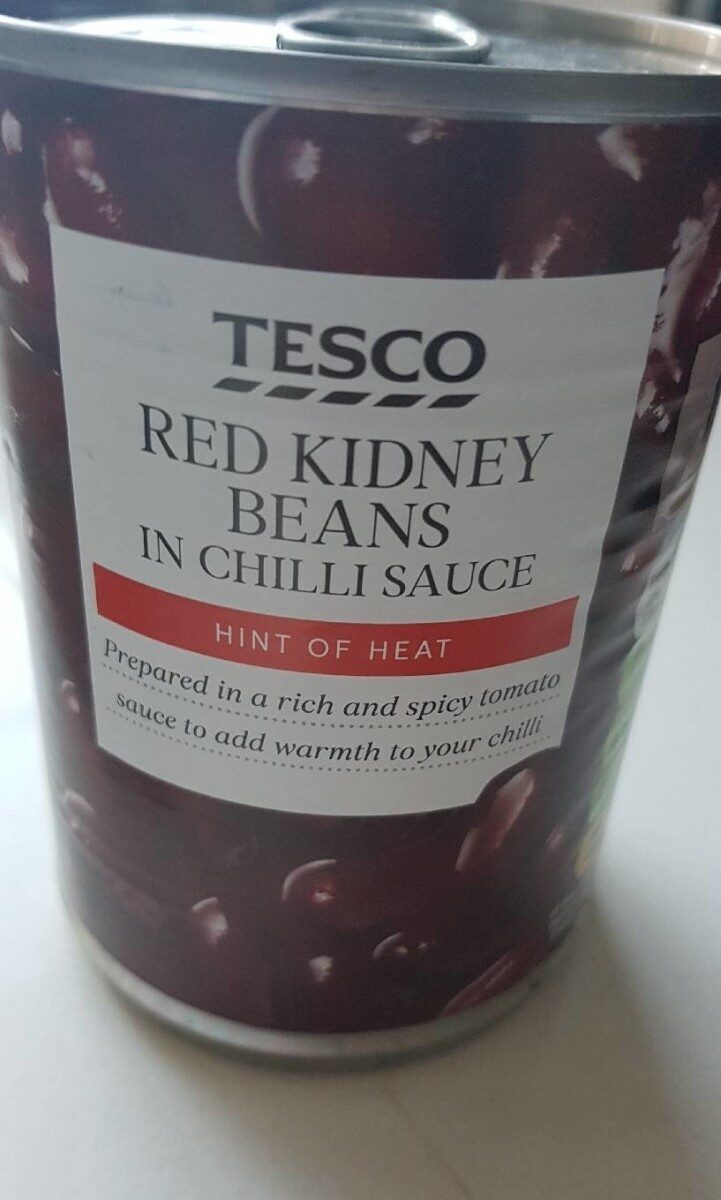 TESCO
RED KIDNEY
BEANS
IN CHILLI SAUCE
HINT OF HEAT
Prepared in a rich and spicy tomato
sauce to add warmth to your chilli